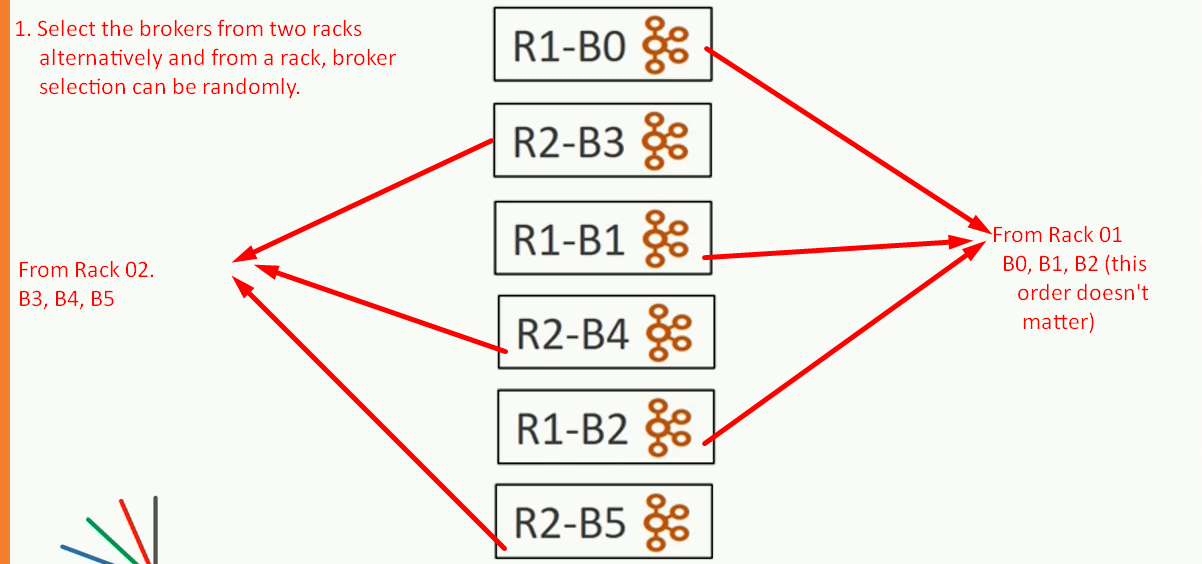 1. Select the brokers from two racks
alternatively and from a rack, broker
selection can be randomly.
R1-B0
R2-B3
R1-B1
R2-B4
R1-B2
R2-B5
From Rack 02.
B3, B4, B5
From Rack 01
B0, B1, B2 (this
order doesn't
matter)